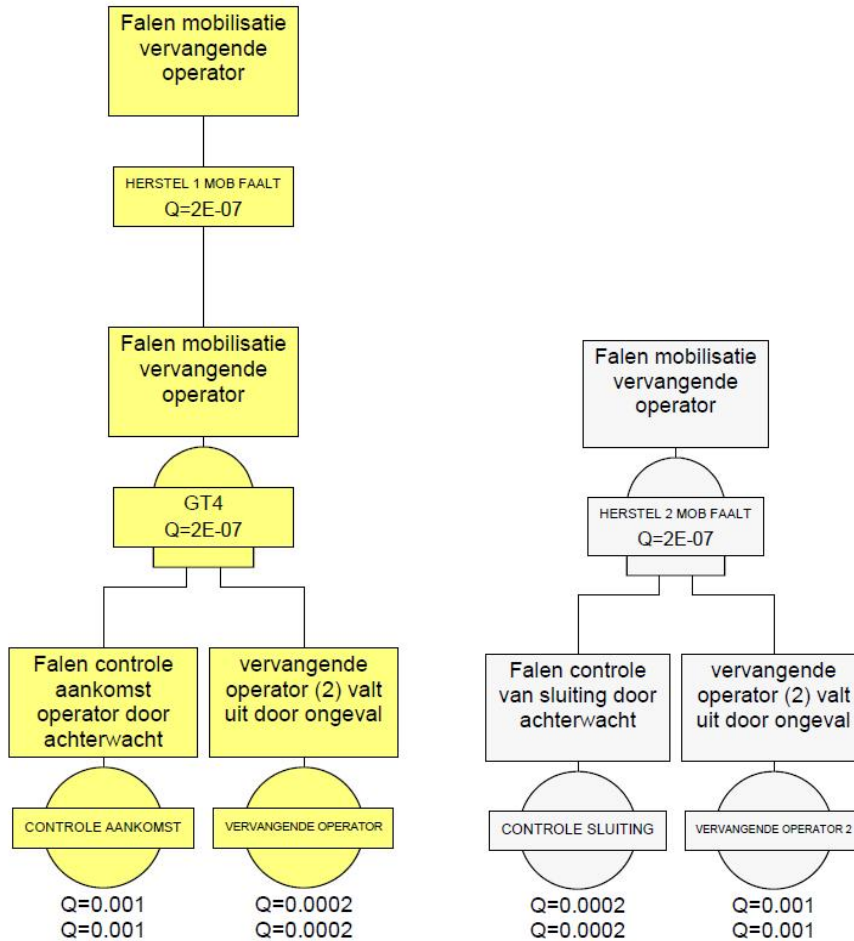 Falen mobilisatie
vervangende
operator
HERSTEL 1 MOB FAALT
Q=2E-07
Falen mobilisatie
vervangende
operator
GT4
Q=2E-07
Falen controle
aankomst
operator door
achterwacht
CONTROLE AANKOMST
Q=0.001
Q=0.001
vervangende
operator (2) valt
uit door ongeval
VERVANGENDE OPERATOR
Q=0.0002
Q=0.0002
Falen mobilisatie
vervangende
operator
HERSTEL 2 MOB FAALT
Q=2E-07
Falen controle
van sluiting door
achterwacht
CONTROLE SLUITING
Q=0.0002
Q=0.0002
vervangende
operator (2) valt
uit door ongeval
VERVANGENDE OPERATOR 2
Q=0.001
Q=0.001